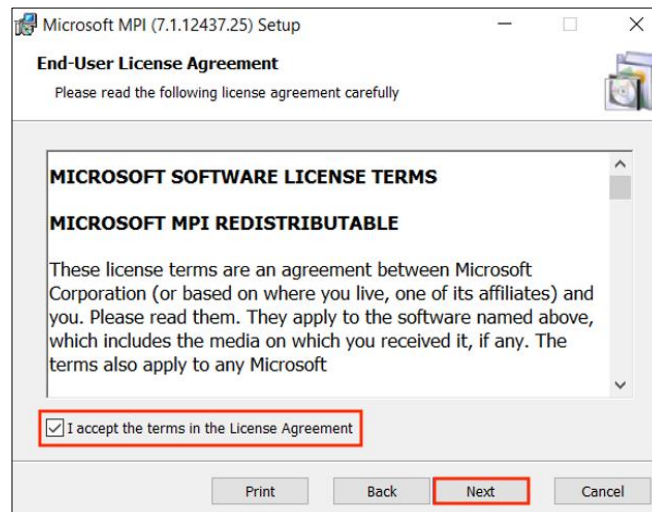 Microsoft MPI (7.1.12437.25) Setup
End-User License Agreement
Please read the following license agreement carefully
MICROSOFT SOFTWARE LICENSE TERMS
MICROSOFT MPI REDISTRIBUTABLE
These license terms are an agreement between Microsoft
Corporation (or based on where you live, one of its affiliates) and
you. Please read them. They apply to the software named above,
which includes the media on which you received it, if any. The
terms also apply to any Microsoft
I accept the terms in the License Agreement
Print Back Next Cancel